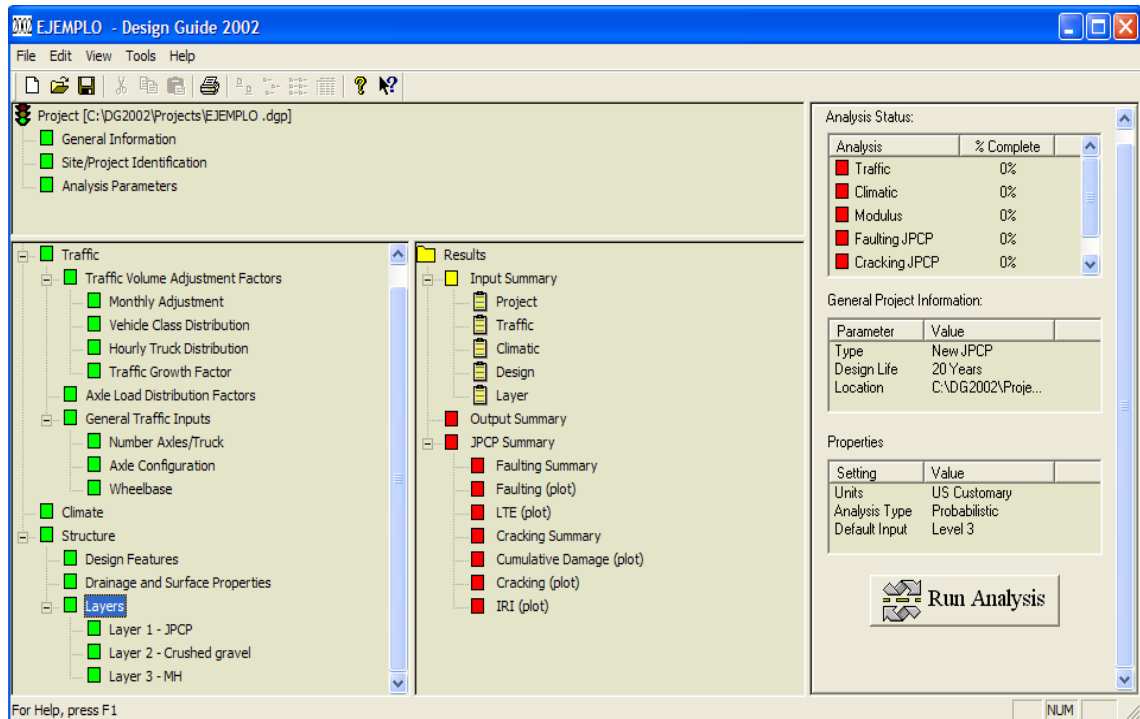 EJEMPLO - Design Guide 2002
File Edit View Tools Help
Project [C:\DG2002\Projects\EJEMPLO .dgp]
General Information
Site/Project Identification
Analysis Parameters
Traffic
Traffic Volume Adjustment Factors
Monthly Adjustment
Vehicle Class Distribution
Hourly Truck Distribution
Traffic Growth Factor
Axle Load Distribution Factors
General Traffic Inputs
Number Axles/Truck
Axle Configuration
Wheelbase
Climate
Structure
Design Features
Drainage and Surface Properties
Layers
Layer 1 - JPCP
Layer 2 - Crushed gravel
Layer 3 - MH
Results
Input Summary
Project
Traffic
Climatic
Design
Layer
Output Summary
JPCP Summary
Faulting Summary
Faulting (plot)
LTE (plot)
Cracking Summary
Cumulative Damage (plot)
Cracking (plot)
IRI (plot)
Analysis Status:
Analysis % Complete
Traffic 0%
Climatic 0%
Modulus 0%
Faulting JPCP 0%
Cracking JPCP 0%
General Project Information:
Parameter Value
Type New JPCP
Design Life 20 Years
Location C:\DG2002\Proje...
Properties
Setting Value
Units US Customary
Analysis Type Probabilistic
Default Input Level 3
Run Analysis
For Help, press F1
NUM